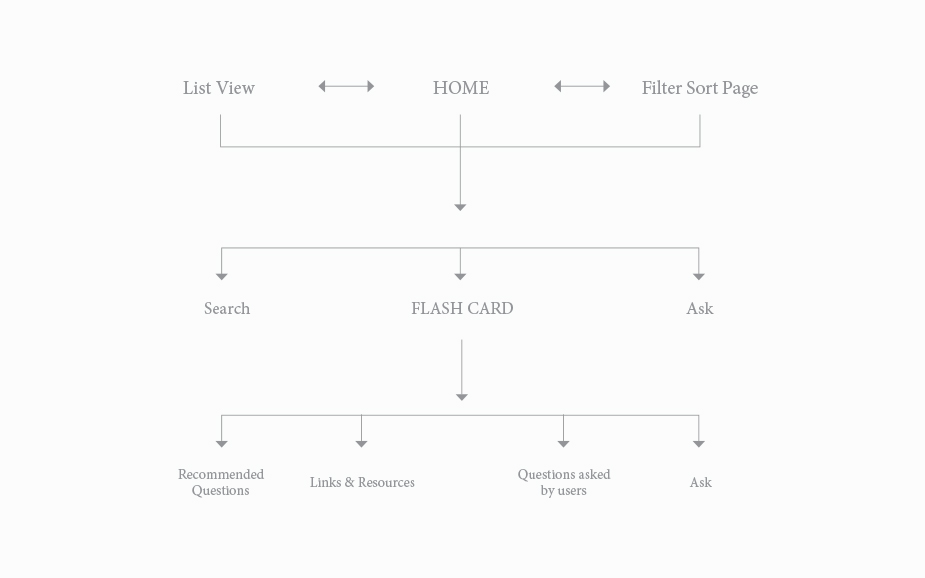 List View
HOME
Filter Sort Page
Search
FLASH CARD
Ask
Recommended
Questions
Links & Resources
Questions asked
by users
Ask